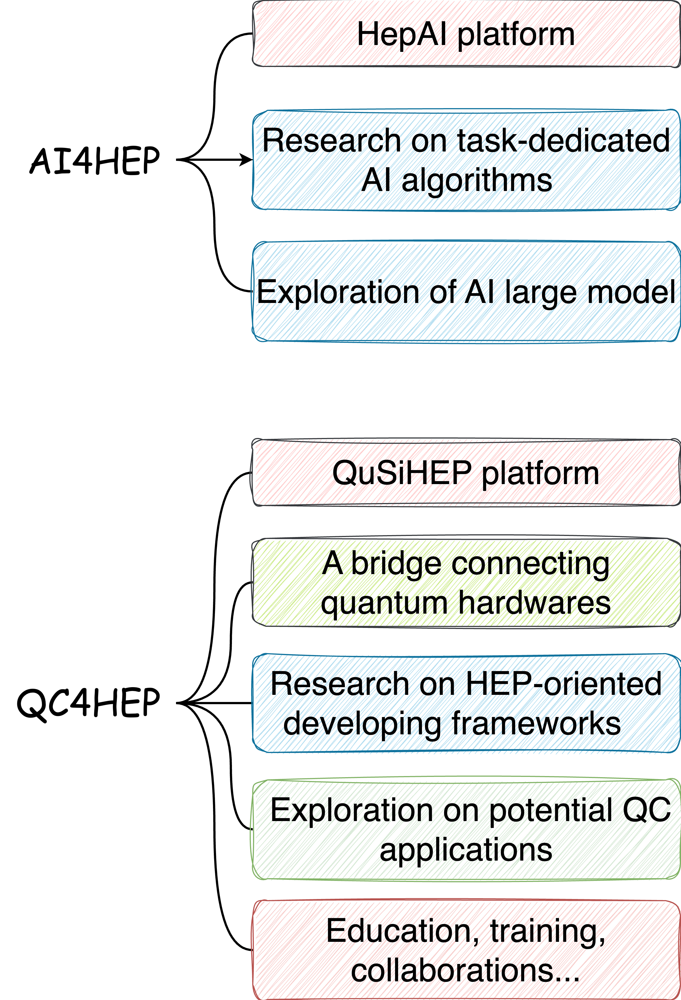 HepAI platform
AI4HEP
Research on task-dedicated
AI algorithms
Exploration of AI large model
QuSiHEP platform
A bridge connecting
quantum hardwares
QC4HEP
Research on HEP-oriented
developing frameworks
Exploration on potential QC
applications
Education, training,
collaborations...